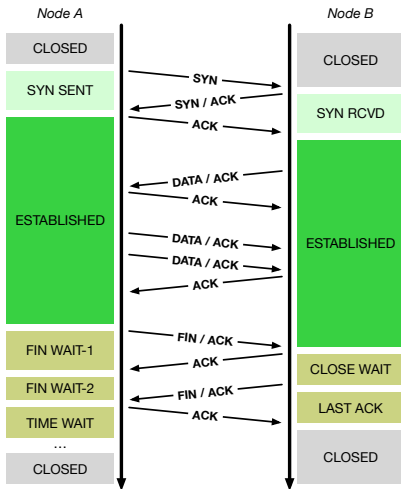 Node A
Node B
CLOSED
CLOSED
SYN
SYN SENT
SYN / ACK
SYN RCVD
ACK
DATA / ACK
ACK
ESTABLISHED
ESTABLISHED
DATA / ACK
DATA / ACK
ACK
FIN / ACK
FIN WAIT-1
ACK
CLOSE WAIT
FIN WAIT-2
FIN / ACK
LAST ACK
TIME WAIT
ACK
...
CLOSED
CLOSED